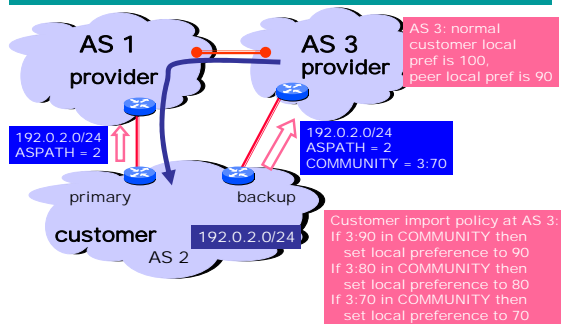 AS 1
provider
AS 3
provider
AS 3: normal
customer local
pref is 100,
peer local pref is 90
192.0.2.0/24
ASPATH = 2
192.0.2.0/24
ASPATH = 2
COMMUNITY = 3:70
primary
backup
customer
192.0.2.0/24
AS 2
Customer import policy at AS 3:
If 3:90 in COMMUNITY then
set local preference to 90
If 3:80 in COMMUNITY then
set local preference to 80
If 3:70 in COMMUNITY then
set local preference to 70